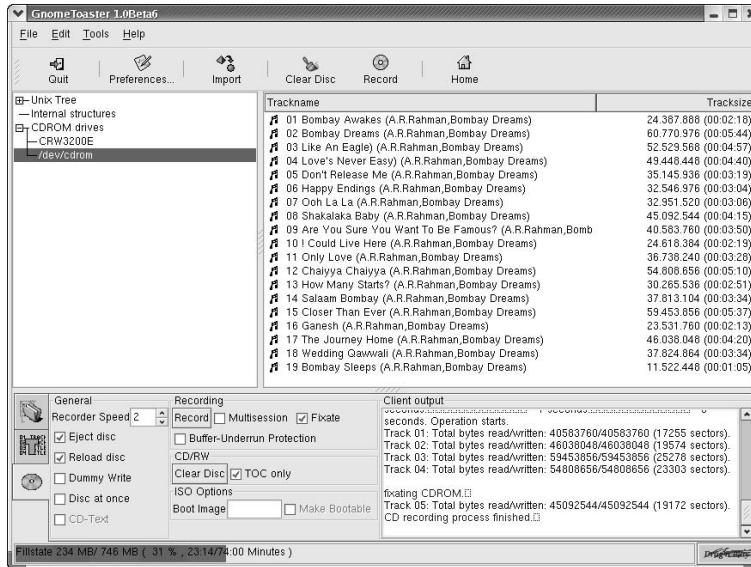 GnomeToaster 1.0Beta6
File Edit Tools Help
Quit Preferences... Import Clear Disc Record Home
Unix Tree
Internal structures
CDROM drives
CRW3200E
/dev/cdrom
Trackname Tracksize
01 Bombay Awakes (A.R.Rahman,Bombay Dreams) 24.387.888 (00:02:18)
02 Bombay Dreams (A.R.Rahman,Bombay Dreams) 60.770.976 (00:05:44)
03 Like An Eagle) (A.R.Rahman,Bombay Dreams) 52.529.568 (00:04:57)
04 Love's Never Easy) (A.R.Rahman,Bombay Dreams) 49.448.448 (00:04:40)
05 Don't Release Me (A.R.Rahman,Bombay Dreams) 35.145.936 (00:03:19)
06 Happy Endings (A.R.Rahman,Bombay Dreams) 32.546.976 (00:03:04)
07 Ooh La La (A.R.Rahman,Bombay Dreams) 32.951.520 (00:03:06)
08 Shakalaka Baby (A.R.Rahman,Bombay Dreams) 45.092.544 (00:04:15)
09 Are You Sure You Want To Be Famous? (A.R.Rahman,Bomb 40.583.760 (00:03:50)
10 ! Could Live Here (A.R.Rahman,Bombay Dreams) 24.618.384 (00:02:19)
11 Only Love (A.R.Rahman,Bombay Dreams) 36.738.240 (00:03:28)
12 Chaiyya Chaiyya (A.R.Rahman,Bombay Dreams) 54.808.656 (00:05:10)
13 How Many Starts? (A.R.Rahman,Bombay Dreams) 30.265.536 (00:02:51)
14 Salaam Bombay (A.R.Rahman,Bombay Dreams) 37.813.104 (00:03:34)
15 Closer Than Ever (A.R.Rahman,Bombay Dreams) 59.453.856 (00:05:37)
16 Ganesh (A.R.Rahman,Bombay Dreams) 23.531.760 (00:02:13)
17 The Journey Home (A.R.Rahman,Bombay Dreams) 46.038.048 (00:04:20)
18 Wedding Qawwali (A.R.Rahman,Bombay Dreams) 37.824.864 (00:03:34)
19 Bombay Sleeps (A.R.Rahman,Bombay Dreams) 11.522.448 (00:01:05)
General
Recorder Speed 2
Eject disc
Reload disc
Dummy Write
Disc at once
CD-Text
Recording
Record Multisession Fixate
Buffer-Underrun Protection
CD/RW
Clear Disc TOC only
ISO Options
Boot Image Make Bootable
Client output
seconds. Operation starts.
Track 01: Total bytes read/written: 40583760/40583760 (17255 sectors).
Track 02: Total bytes read/written: 46038048/46038048 (19574 sectors).
Track 03: Total bytes read/written: 59453856/59453856 (25278 sectors).
Track 04: Total bytes read/written: 54808656/54808656 (23303 sectors).
fixating CDROM.
Track 05: Total bytes read/written: 45092544/45092544 (19172 sectors).
CD recording process finished.
Fillstate 234 MB/ 746 MB ( 31 % , 23:14/74:00 Minutes )